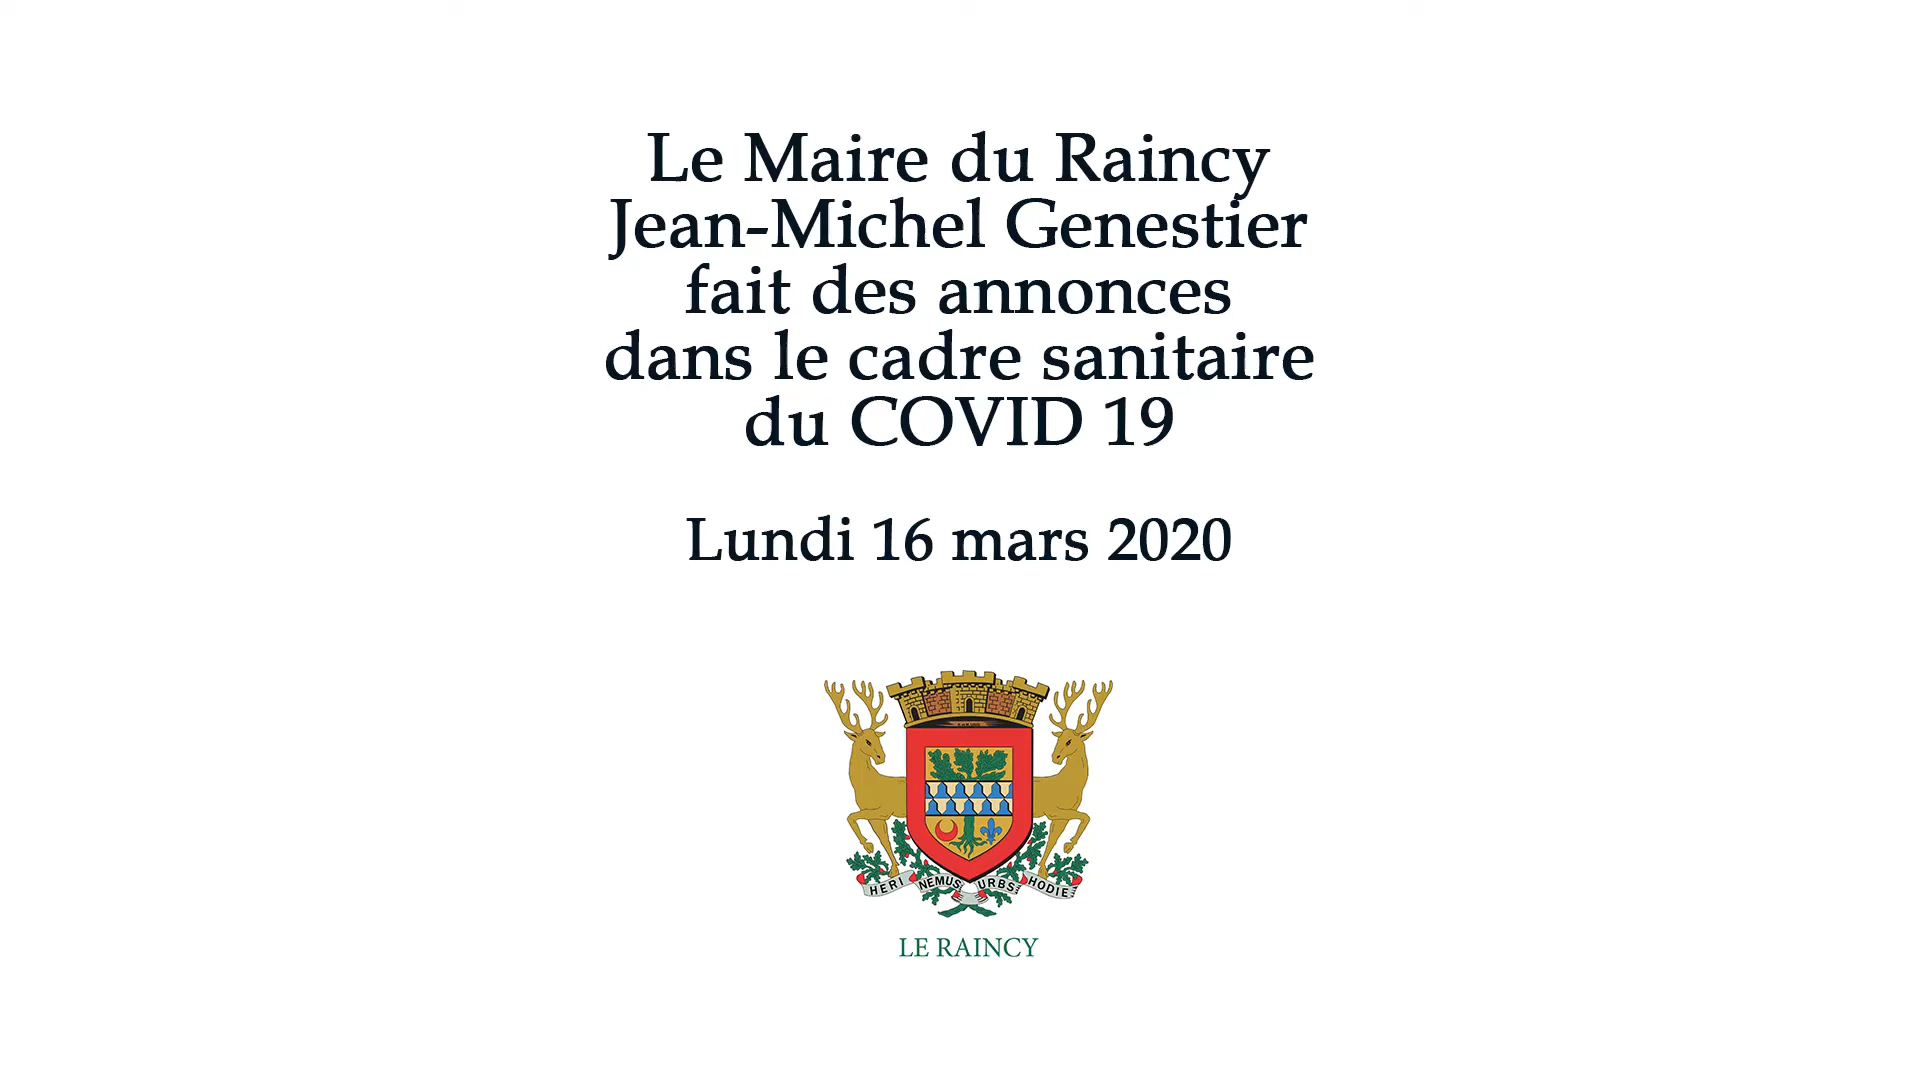 Le Maire du Raincy
Jean-Michel Genestier
fait des annonces
dans le cadre sanitaire
du COVID 19
Lundi 16 mars 2020
HERI NEMUS URBS HODIE
LE RAINCY